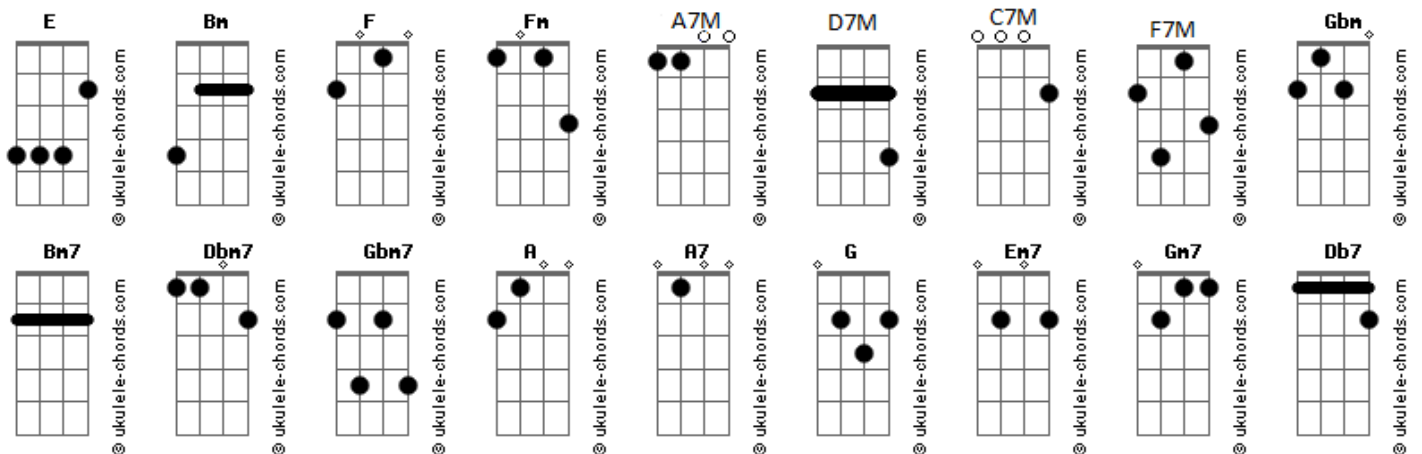 E Bm F Fm A7M D7M C7M F7M Gbm
© ukulele-chords.com © ukulele-chords.com © ukulele-chords.com © ukulele-chords.com © ukulele-chords.com © ukulele-chords.com © ukulele-chords.com © ukulele-chords.com © ukulele-chords.com
Bm7 Dbm7 Gbm7 A A7 G Em7 Gm7 Db7
© ukulele-chords.com © ukulele-chords.com © ukulele-chords.com © ukulele-chords.com © ukulele-chords.com © ukulele-chords.com © ukulele-chords.com © ukulele-chords.com © ukulele-chords.com